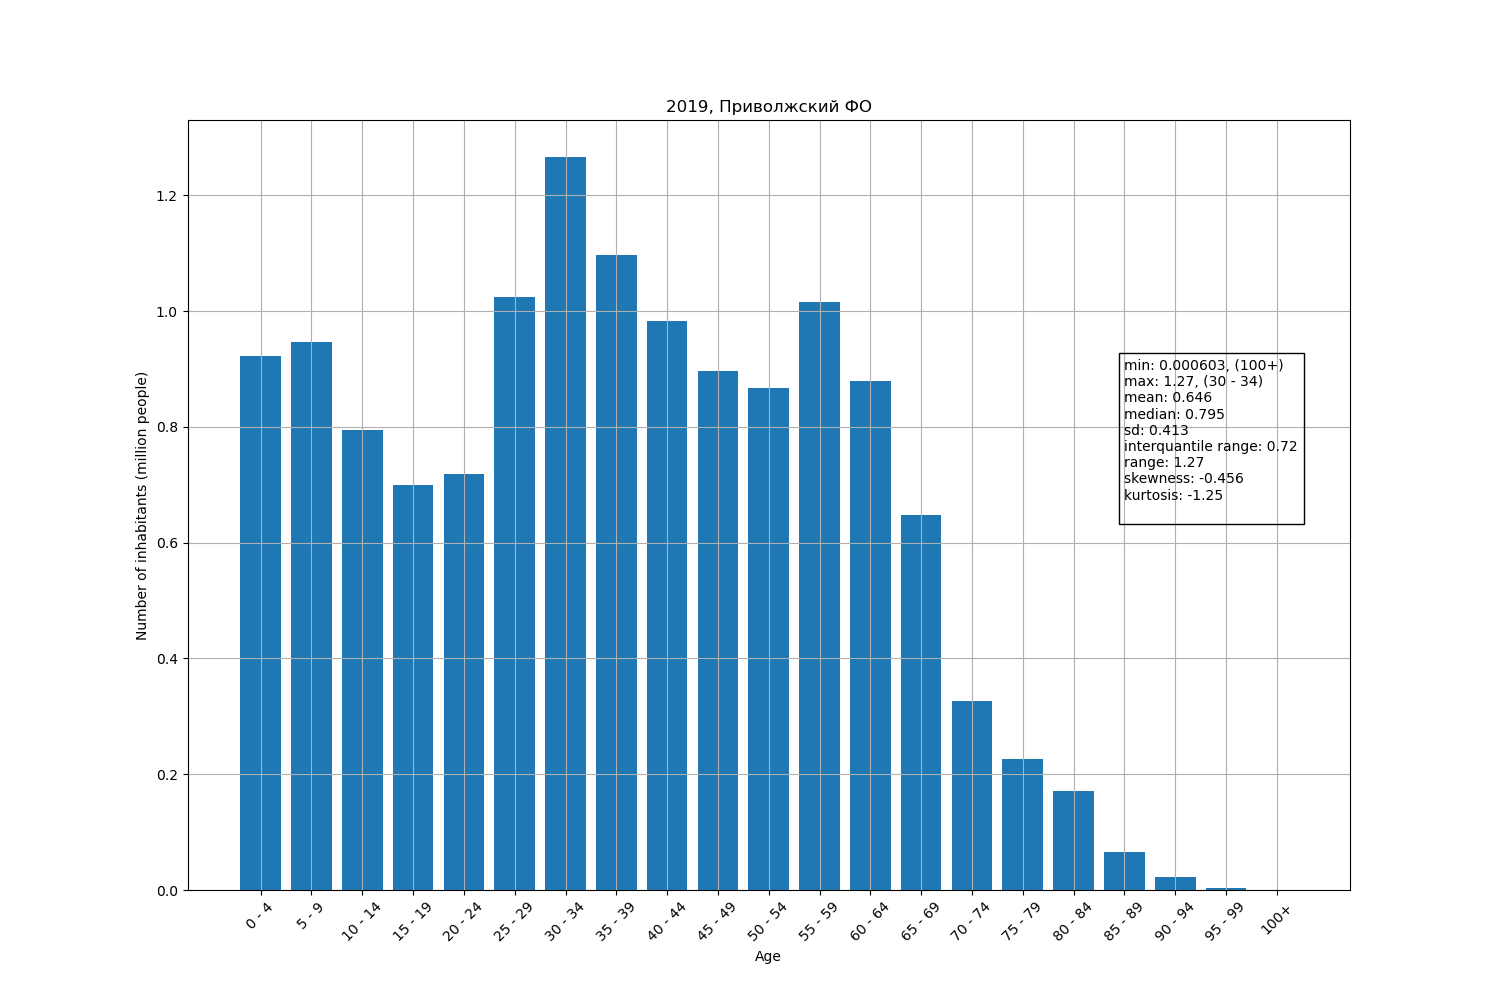 2019, Приволжский ФО
Number of inhabitants (million people)
1.2
1.0
0.8
0.6
0.4
0.2
0.0
min: 0.000603, (100+)
max: 1.27, (30 - 34)
mean: 0.646
median: 0.795
sd: 0.413
interquantile range: 0.72
range: 1.27
skewness: -0.456
kurtosis: -1.25
0 - 4
5 - 9
10 - 14
15 - 19
20 - 24
25 - 29
30 - 34
35 - 39
40 - 44
45 - 49
50 - 54
55 - 59
60 - 64
65 - 69
70 - 74
75 - 79
80 - 84
85 - 89
90 - 94
95 - 99
100+
Age